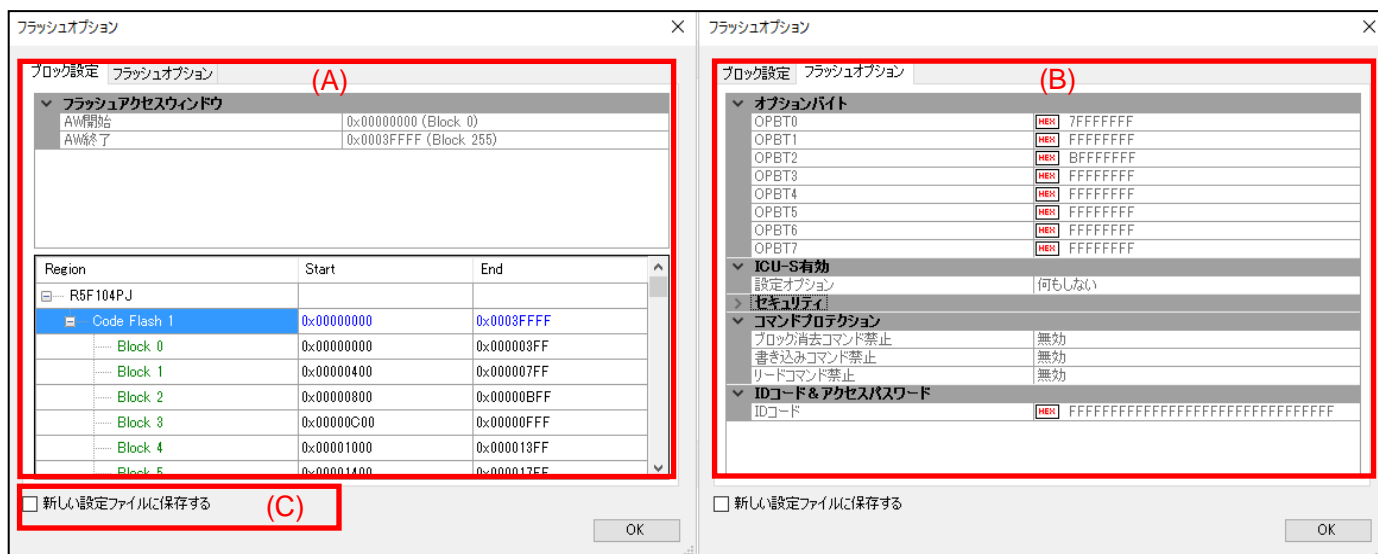 フラッシュオプション
ブロック設定 フラッシュオプション
(A)
フラッシュアクセスウィンドウ
AW開始 0x00000000 (Block 0)
AW終了 0x0003FFFF (Block 255)
Region Start End
R5F104PJ
Code Flash 1 0x00000000 0x0003FFFF
Block 0 0x00000000 0x000003FF
Block 1 0x00000400 0x000007FF
Block 2 0x00000800 0x00000BFF
Block 3 0x00000C00 0x00000FFF
Block 4 0x00001000 0x000013FF
Block 5 0x00001400 0x000017FF
新しい設定ファイルに保存する
(C)
OK
フラッシュオプション
ブロック設定 フラッシュオプション
(B)
オプションバイト
OPBT0 HEX 7FFFFFFF
OPBT1 HEX FFFFFFFF
OPBT2 HEX BFFFFFFF
OPBT3 HEX FFFFFFFF
OPBT4 HEX FFFFFFFF
OPBT5 HEX FFFFFFFF
OPBT6 HEX FFFFFFFF
OPBT7 HEX FFFFFFFF
ICU-S有効
設定オプション 何もしない
セキュリティ
コマンドプロテクション
ブロック消去コマンド禁止 無効
書き込みコマンド禁止 無効
リードコマンド禁止 無効
IDコード&アクセスパスワード
IDコード HEX FFFFFFFFFFFFFFFFFFFFFFFFFFFFFFFF
新しい設定ファイルに保存する
OK